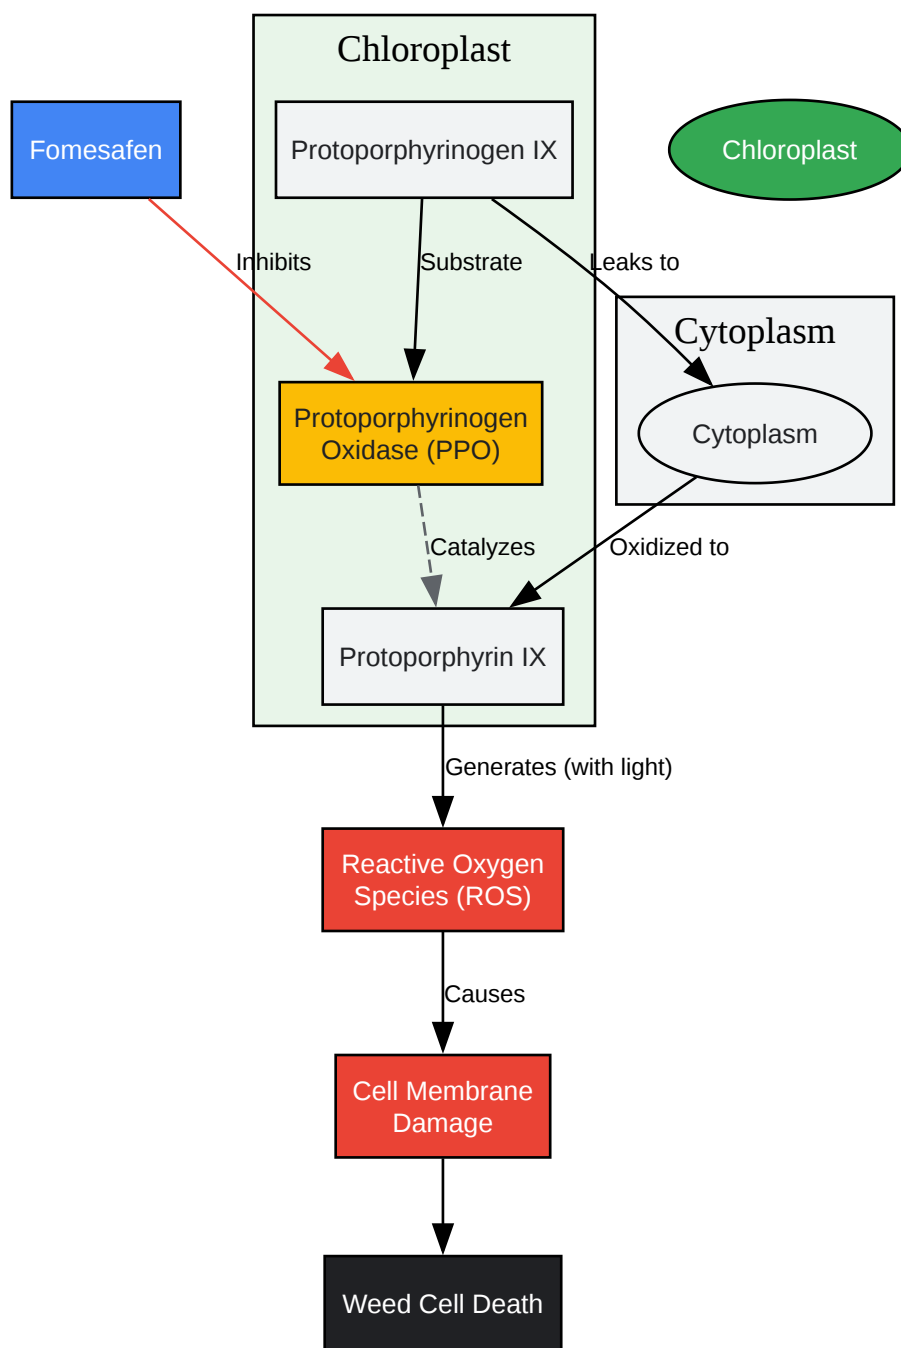 Chloroplast
Fomesafen
Protoporphyrinogen IX
Chloroplast
Inhibits
Substrate
Leaks to
Cytoplasm
Protoporphyrinogen
Oxidase (PPO)
Cytoplasm
Catalyzes
Oxidized to
Protoporphyrin IX
Generates (with light)
Reactive Oxygen
Species (ROS)
Causes
Cell Membrane
Damage
Weed Cell Death